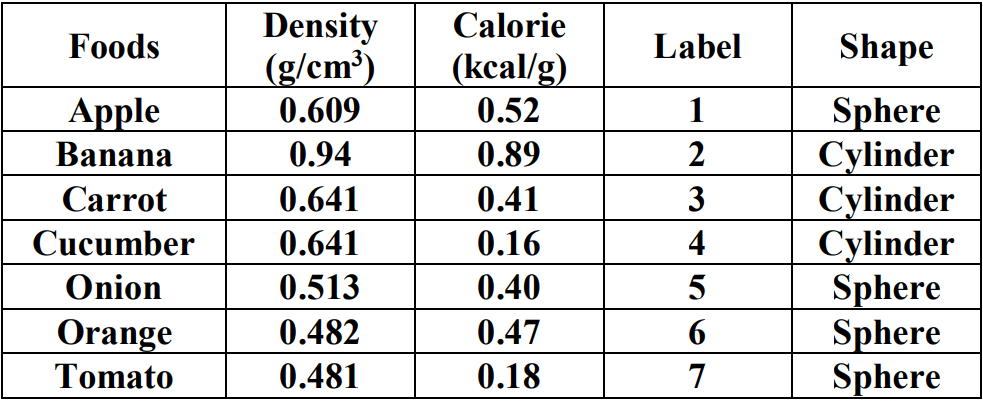 Foods Density (g/cm³) Calorie (kcal/g) Label Shape
Apple 0.609 0.52 1 Sphere
Banana 0.94 0.89 2 Cylinder
Carrot 0.641 0.41 3 Cylinder
Cucumber 0.641 0.16 4 Cylinder
Onion 0.513 0.40 5 Sphere
Orange 0.482 0.47 6 Sphere
Tomato 0.481 0.18 7 Sphere